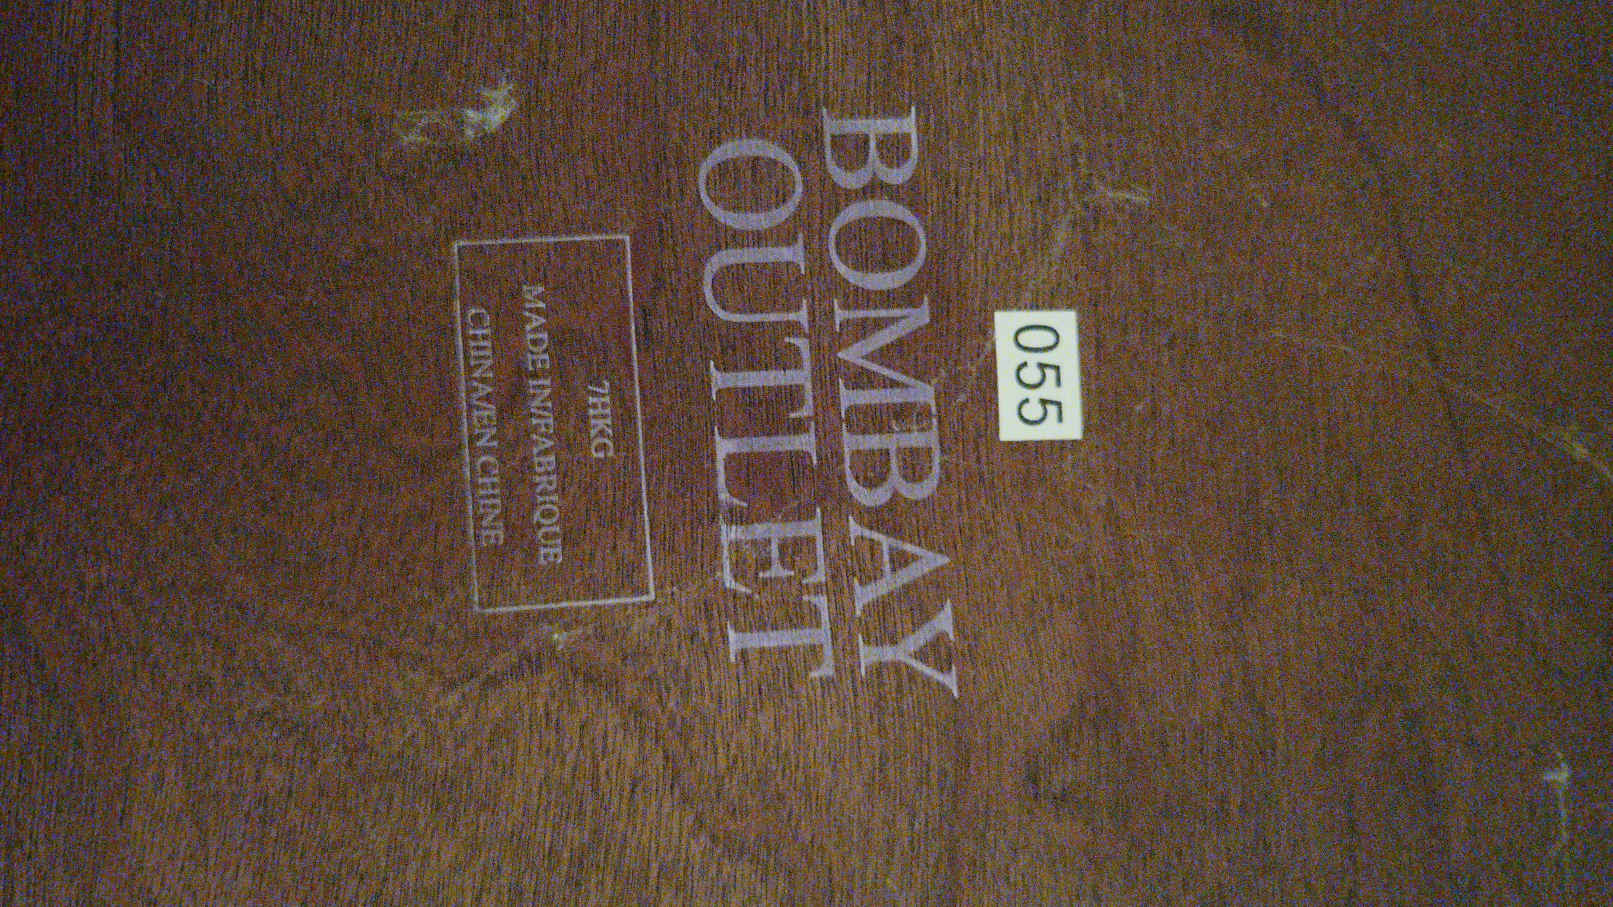 055
BOMBAY
OUTLET
7HKG
MADE IN/FABRIQUE
CHINA/EN CHINE